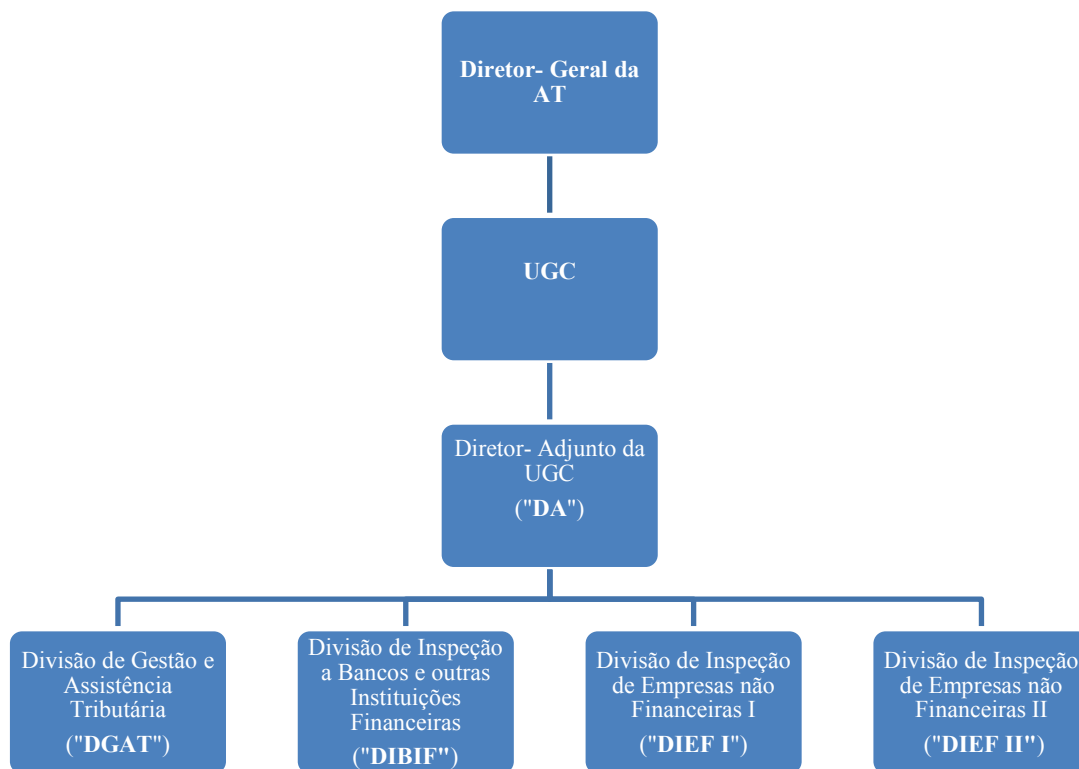 Diretor- Geral da
AT
UGC
Diretor- Adjunto da
UGC
("DA")
Divisão de Gestão e
Assistência
Tributária
("DGAT")
Divisão de Inspeção
a Bancos e outras
Instituições
Financeiras
("DIBIF")
Divisão de Inspeção
de Empresas não
Financeiras I
("DIEF I")
Divisão de Inspeção
de Empresas não
Financeiras II
("DIEF II")